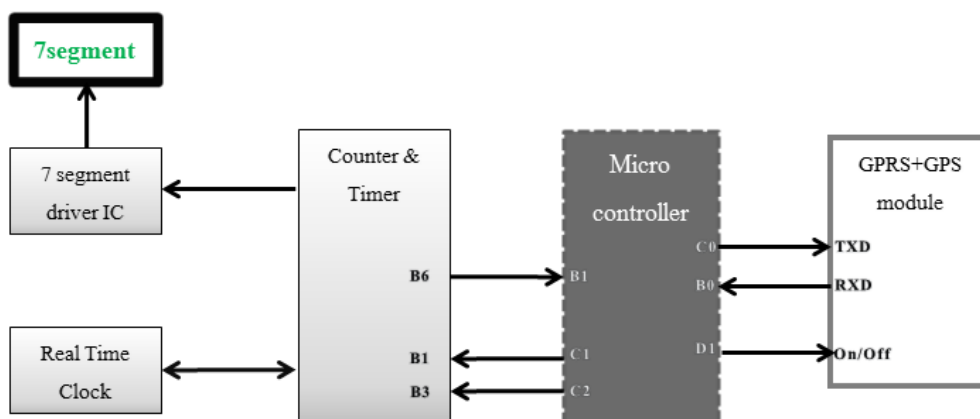 7segment
7 segment
driver IC
Real Time
Clock
Counter &
Timer
B6
B1
B3
Micro
controller
C0
B1
B0
C1
D1
C2
GPRS+GPS
module
TXD
RXD
On/Off